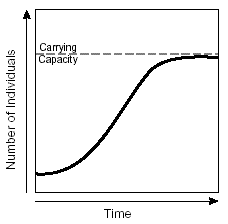 Carrying
Capacity
Number of Individuals
Time